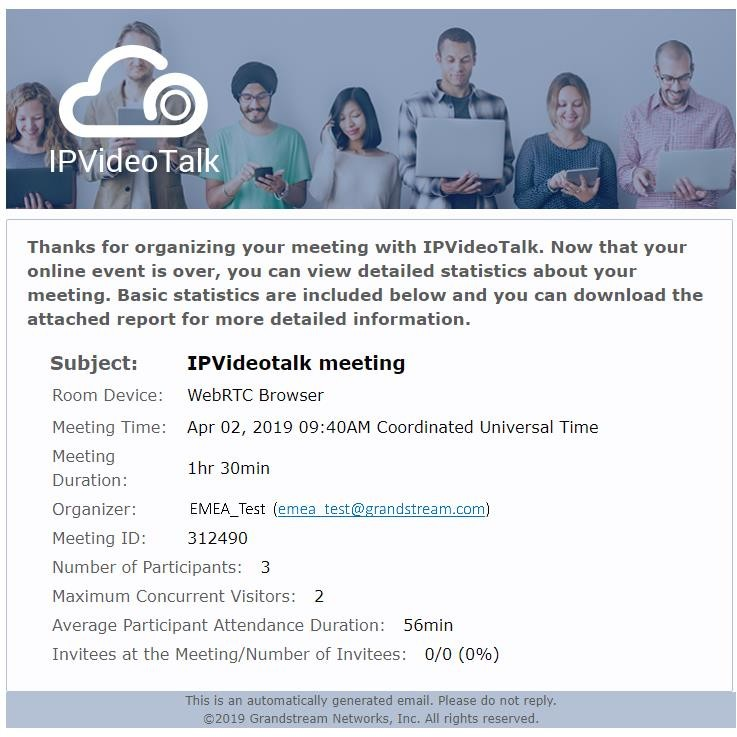 IPVideoTalk
Thanks for organizing your meeting with IPVideoTalk. Now that your
online event is over, you can view detailed statistics about your
meeting. Basic statistics are included below and you can download the
attached report for more detailed information.
Subject: IPVideotalk meeting
Room Device: WebRTC Browser
Meeting Time: Apr 02, 2019 09:40AM Coordinated Universal Time
Meeting
Duration: 1hr 30min
Organizer: EMEA_Test (emea_test@grandstream.com)
Meeting ID: 312490
Number of Participants: 3
Maximum Concurrent Visitors: 2
Average Participant Attendance Duration: 56min
Invitees at the Meeting/Number of Invitees: 0/0 (0%)
This is an automatically generated email. Please do not reply.
©2019 Grandstream Networks, Inc. All rights reserved.